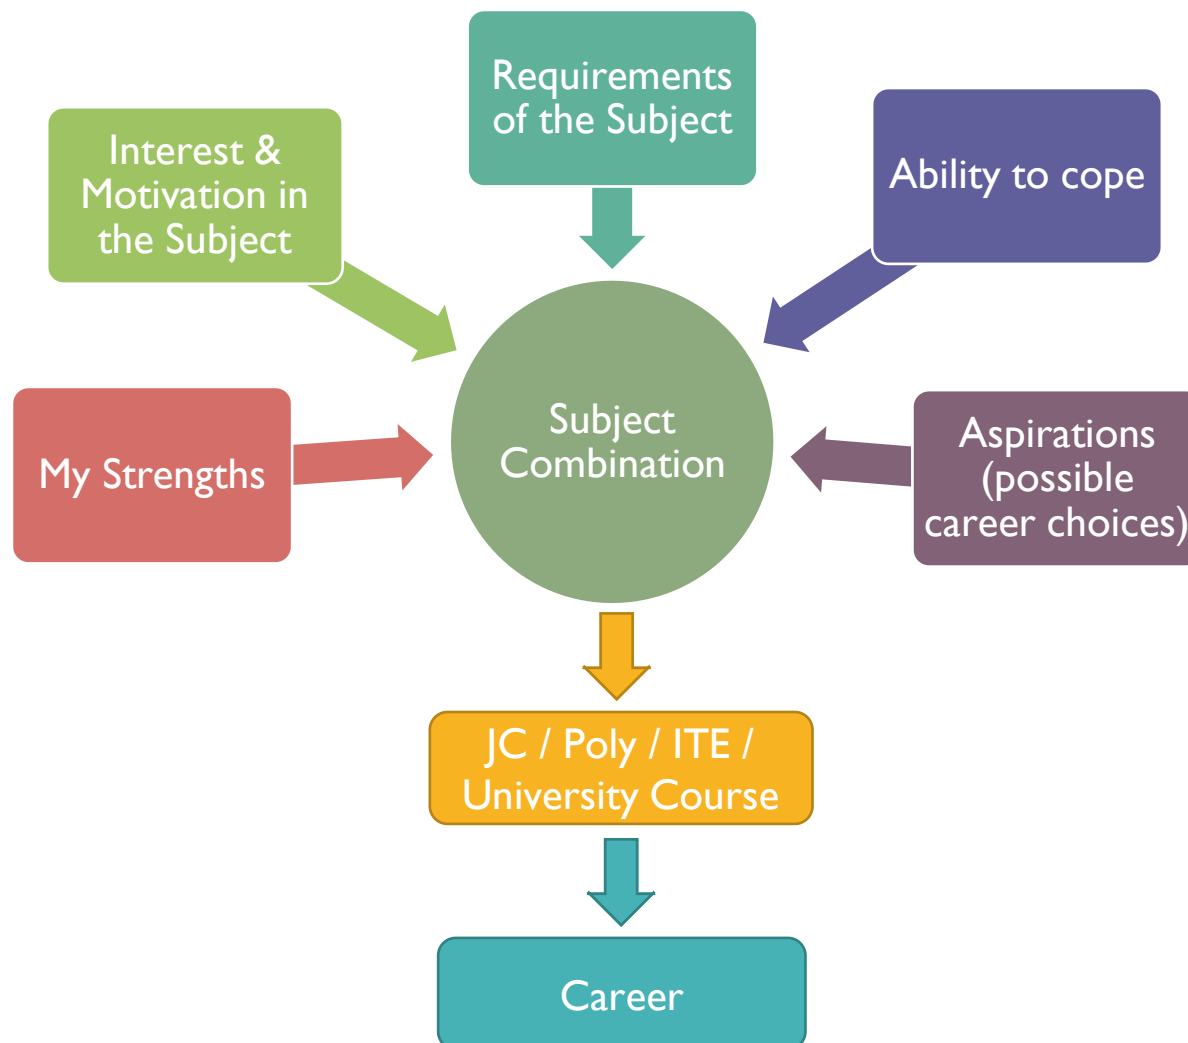 Requirements
of the Subject
Interest &
Motivation in
the Subject
Ability to cope
My Strengths
Subject
Combination
Aspirations
(possible
career choices)
JC / Poly / ITE /
University Course
Career